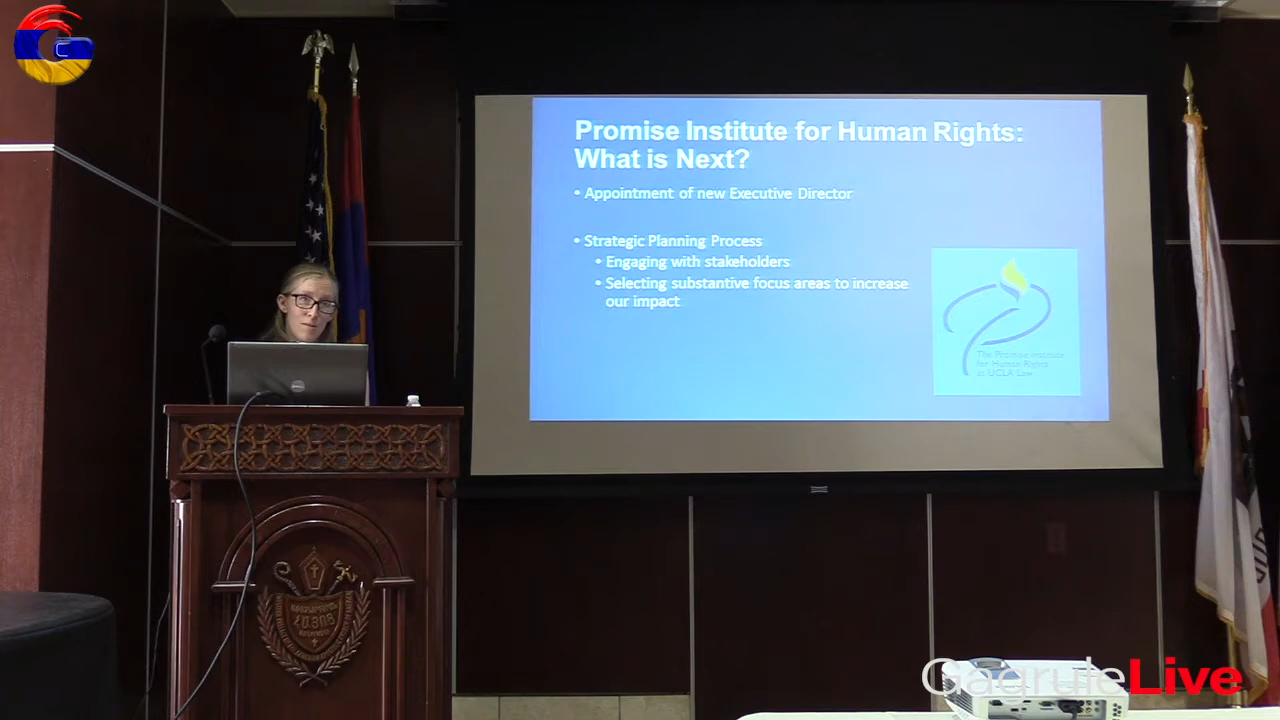 Promise Institute for Human Rights:
What is Next?
• Appointment of new Executive Director
• Strategic Planning Process
• Engaging with stakeholders
• Selecting substantive focus areas to increase
our impact
The Promise Institute
for Human Rights
at UCLA Law
GagruleLive